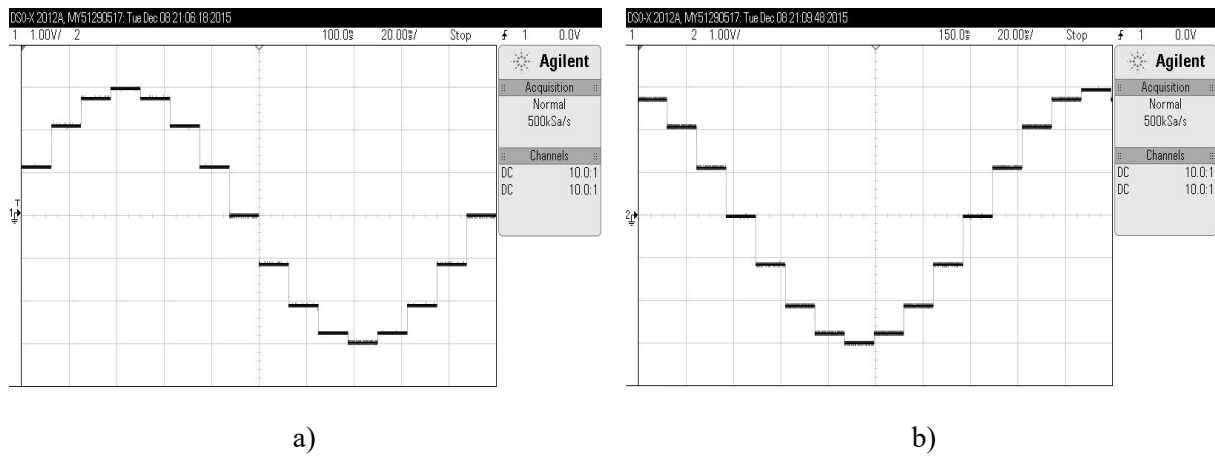 DSO-X 2012A, MY51290517: Tue Dec 08 21:06:18 2015
1 1.00V/ 2 100.0s 20.00s/ Stop 1 0.0V
Agilent
Acquisition
Normal
500kSa/s
Channels
DC 10.0:1
DC 10.0:1
T
1
a)
DSO-X 2012A, MY51290517: Tue Dec 08 21:09:48 2015
1 2 1.00V/ 150.0s 20.00s/ Stop 1 0.0V
Agilent
Acquisition
Normal
500kSa/s
Channels
DC 10.0:1
DC 10.0:1
2
b)